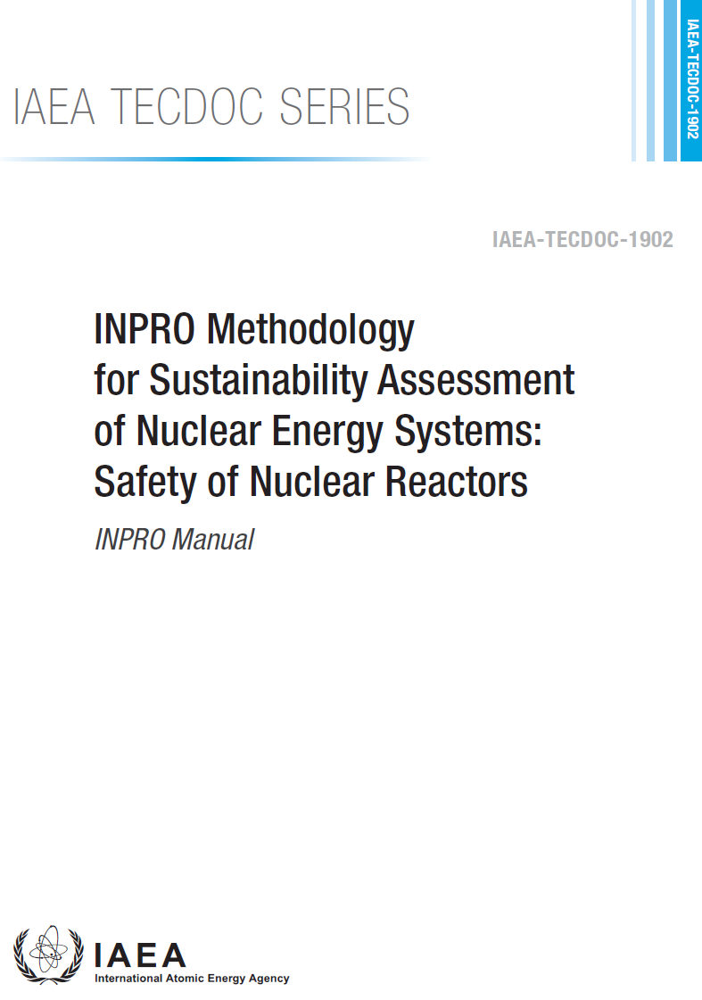 IAEA TECDOC SERIES
IAEA-TECDOC-1902
IAEA-TECDOC-1902
INPRO Methodology
for Sustainability Assessment
of Nuclear Energy Systems:
Safety of Nuclear Reactors
INPRO Manual
IAEA
International Atomic Energy Agency